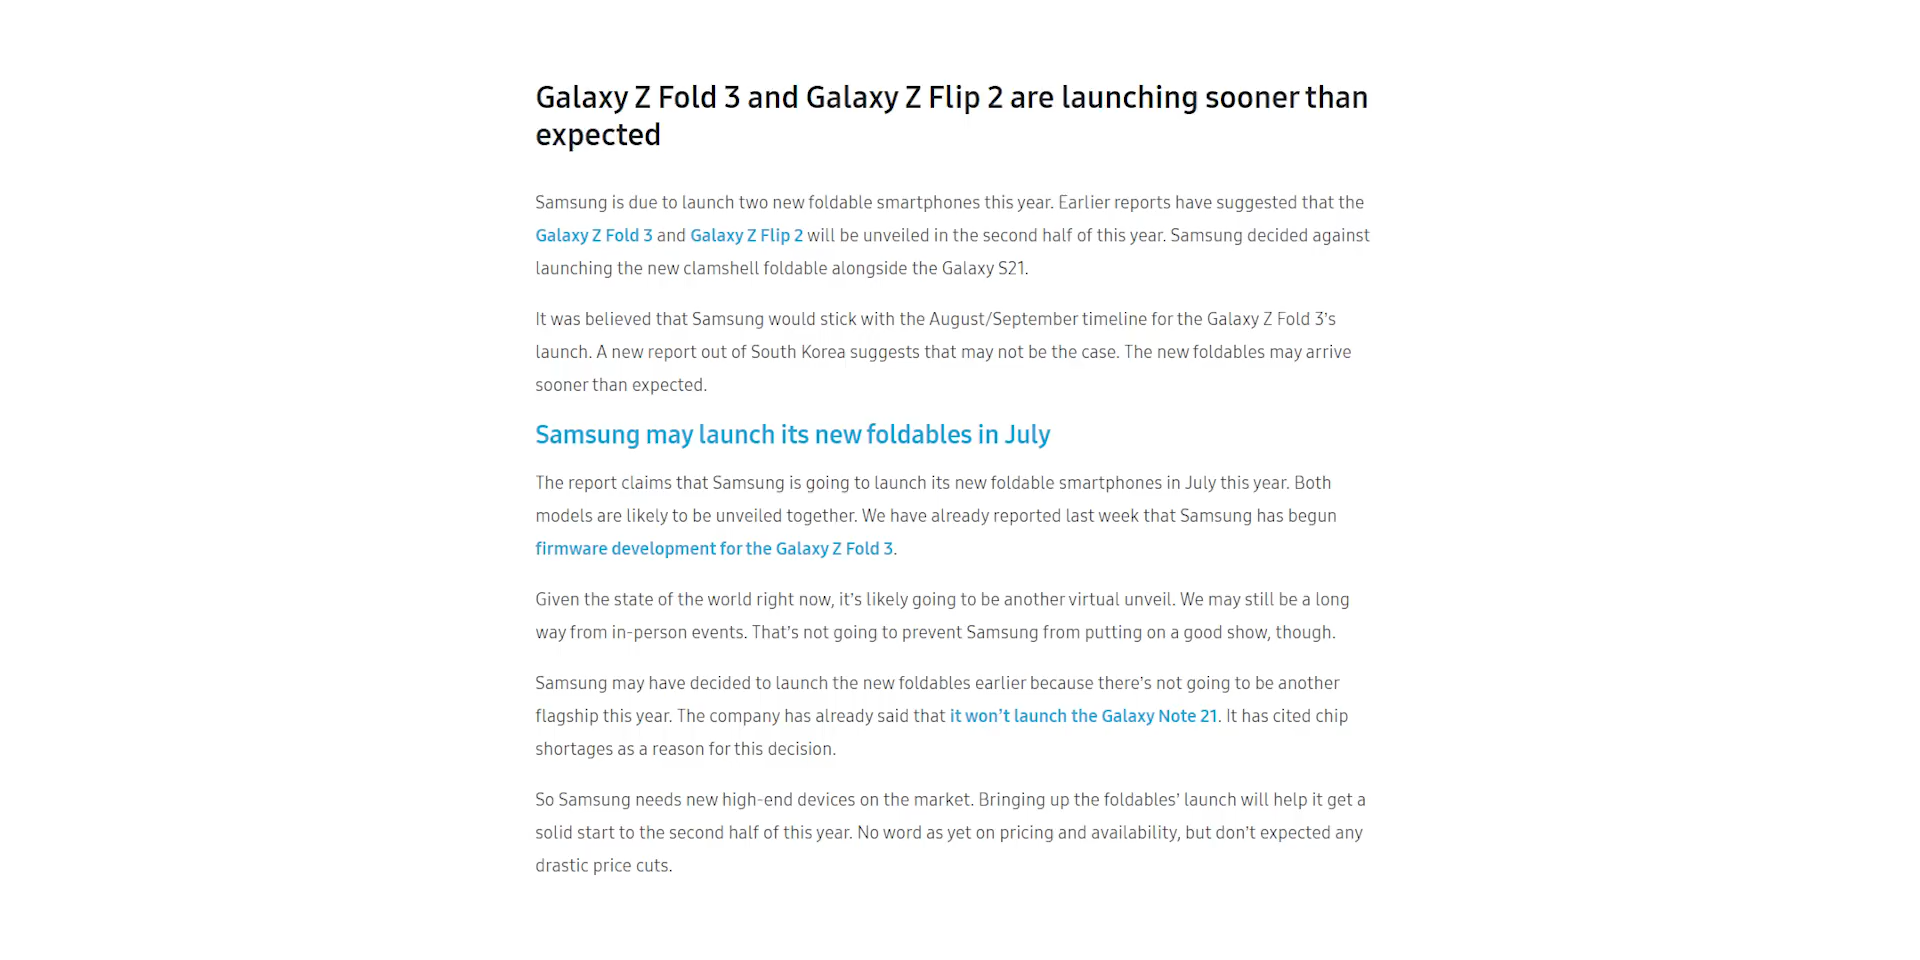 Galaxy Z Fold 3 and Galaxy Z Flip 2 are launching sooner than
expected
Samsung is due to launch two new foldable smartphones this year. Earlier reports have suggested that the
Galaxy Z Fold 3 and Galaxy Z Flip 2 will be unveiled in the second half of this year. Samsung decided against
launching the new clamshell foldable alongside the Galaxy S21.
It was believed that Samsung would stick with the August/September timeline for the Galaxy Z Fold 3’s
launch. A new report out of South Korea suggests that may not be the case. The new foldables may arrive
sooner than expected.
Samsung may launch its new foldables in July
The report claims that Samsung is going to launch its new foldable smartphones in July this year. Both
models are likely to be unveiled together. We have already reported last week that Samsung has begun
firmware development for the Galaxy Z Fold 3.
Given the state of the world right now, it’s likely going to be another virtual unveil. We may still be a long
way from in-person events. That’s not going to prevent Samsung from putting on a good show, though.
Samsung may have decided to launch the new foldables earlier because there’s not going to be another
flagship this year. The company has already said that it won’t launch the Galaxy Note 21. It has cited chip
shortages as a reason for this decision.
So Samsung needs new high-end devices on the market. Bringing up the foldables’ launch will help it get a
solid start to the second half of this year. No word as yet on pricing and availability, but don’t expected any
drastic price cuts.